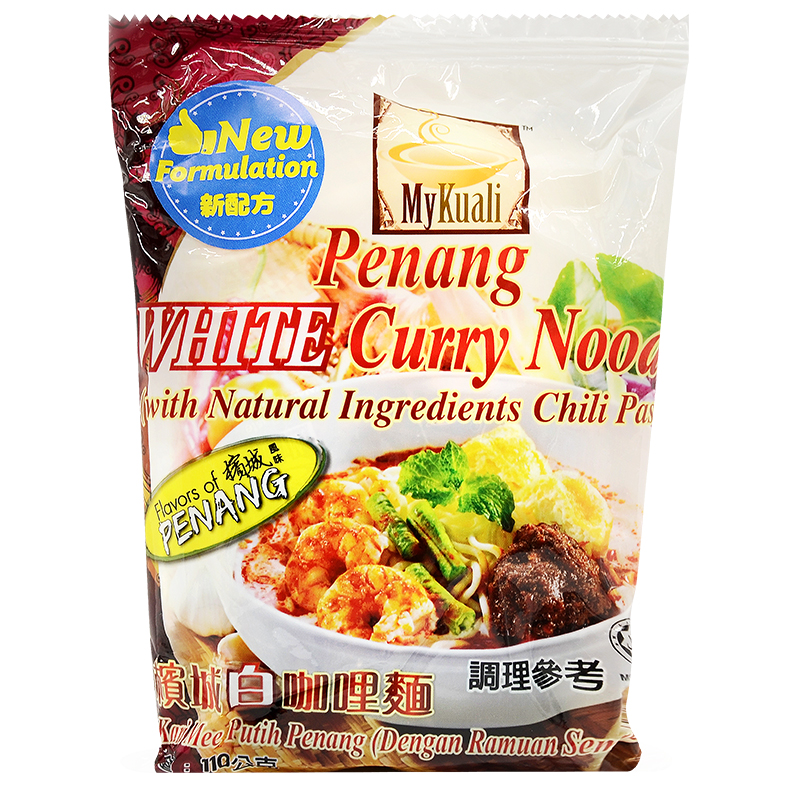 New
Formulation
新配方
MyKuali
TM
Penang
WHITE Curry Nood
(with Natural Ingredients Chili Pas
Flavors of 檳城 風味
PENANG
檳城白咖哩麵
調理參考
Mee Putih Penang (Dengan Ramuan Sem
110公克